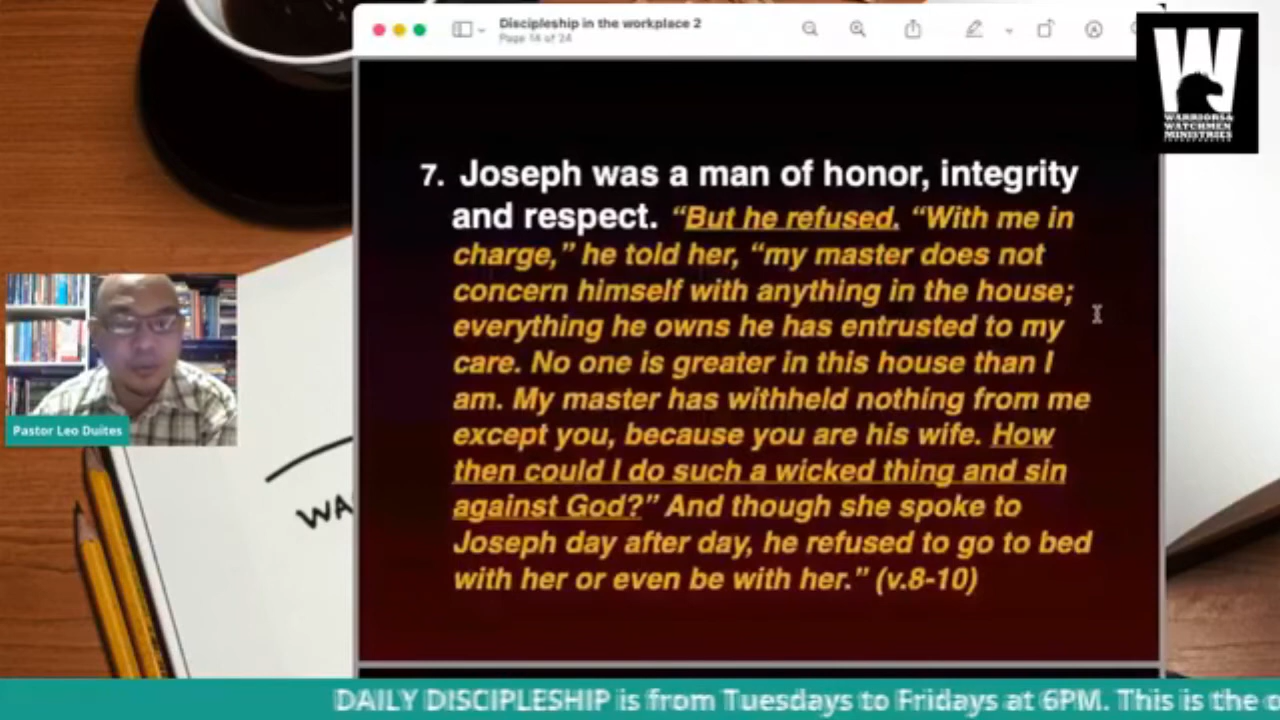 Discipleship in the workplace 2
Page 14 of 24
W
WARRIORS &
WATCHMEN
MINISTRIES
INCORPORATED
7. Joseph was a man of honor, integrity
and respect. “But he refused. “With me in
charge,” he told her, “my master does not
concern himself with anything in the house;
everything he owns he has entrusted to my
care. No one is greater in this house than I
am. My master has withheld nothing from me
except you, because you are his wife. How
then could I do such a wicked thing and sin
against God?” And though she spoke to
Joseph day after day, he refused to go to bed
with her or even be with her.” (v.8-10)
Pastor Leo Duites
WA
DAILY DISCIPLESHIP is from Tuesdays to Fridays at 6PM. This is the